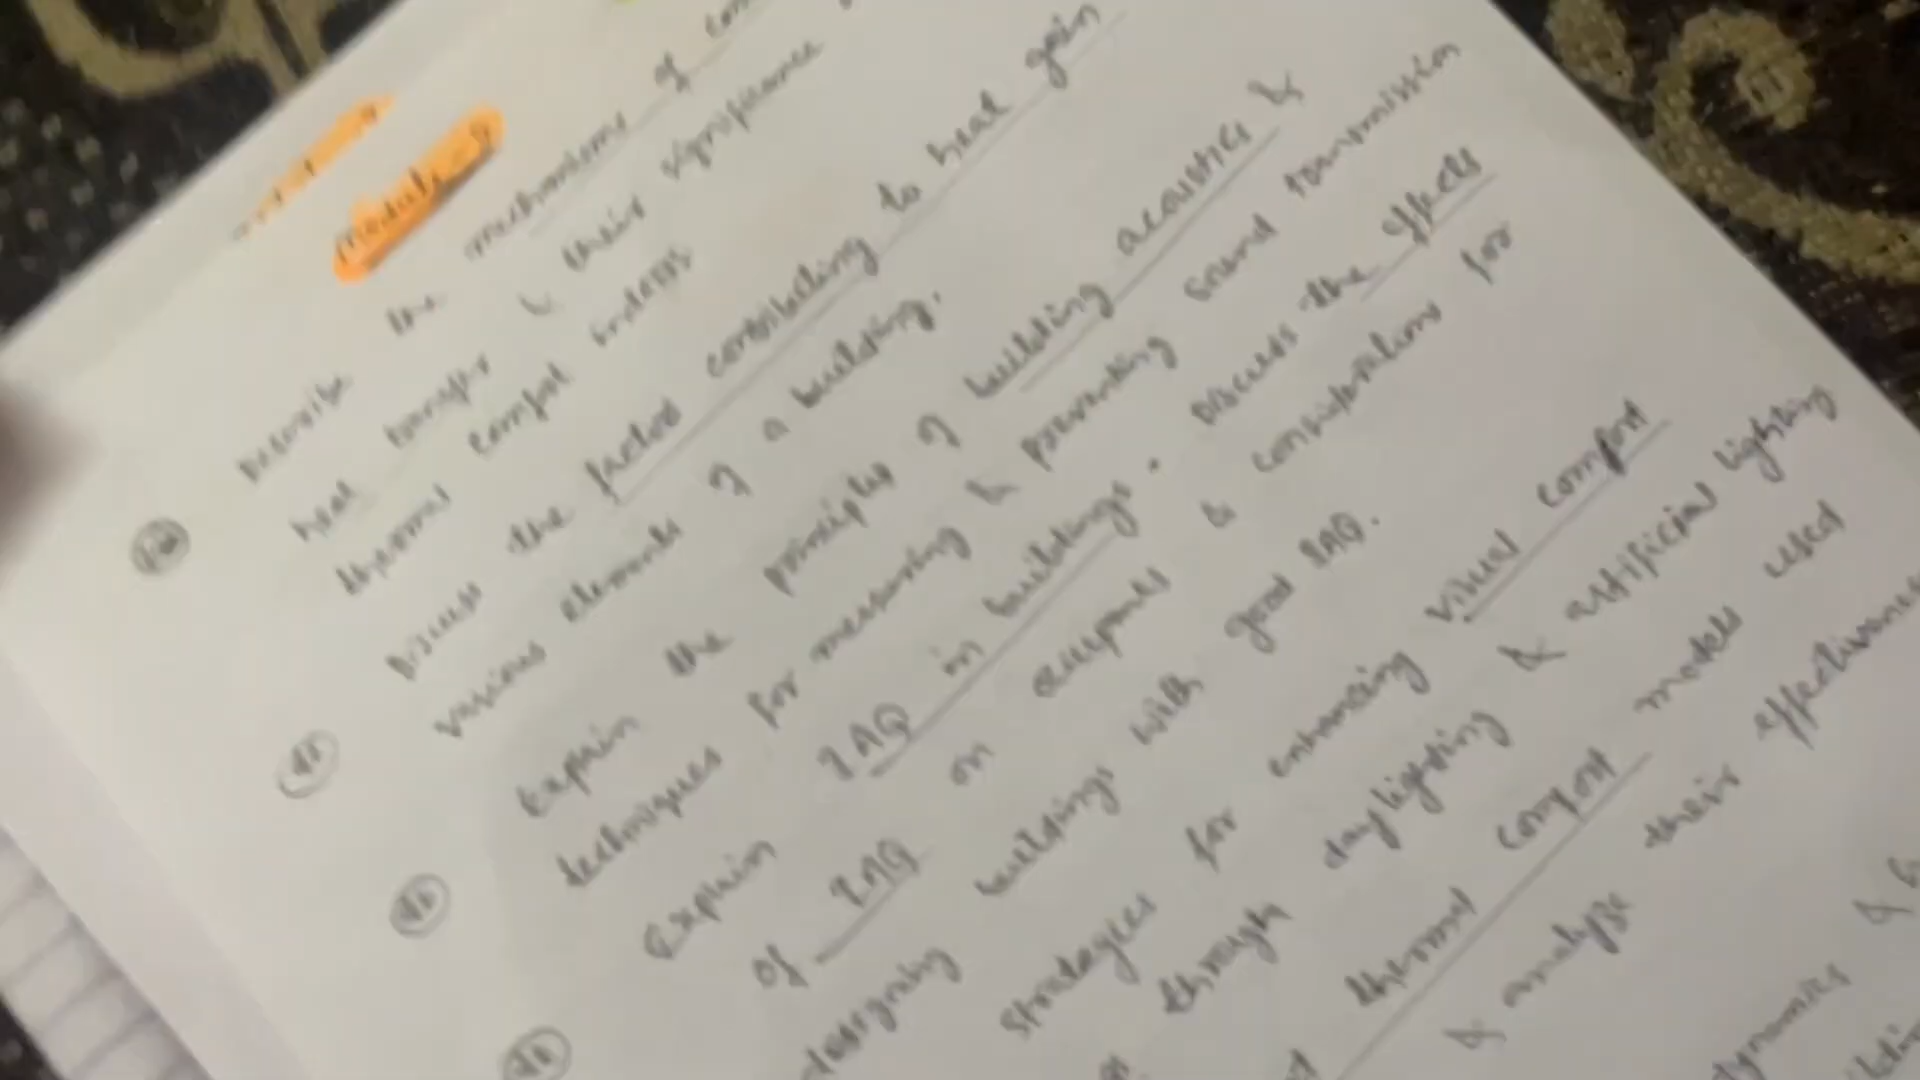 Module-3
Describe the mechanisms of
heat transfer & their significance
thermal comfort indoors
Discuss the factors contributing to heat gain
various elements of a building.
Explain the principles of building acoustics &
techniques for measuring & preventing sound transmission
Explain IAQ in buildings. Discuss the effects
of IAQ on occupants & considerations for
designing buildings with good IAQ.
strategies for enhancing visual comfort
through daylighting & artificial lighting
thermal comfort models used
& analyze their effectiveness
&